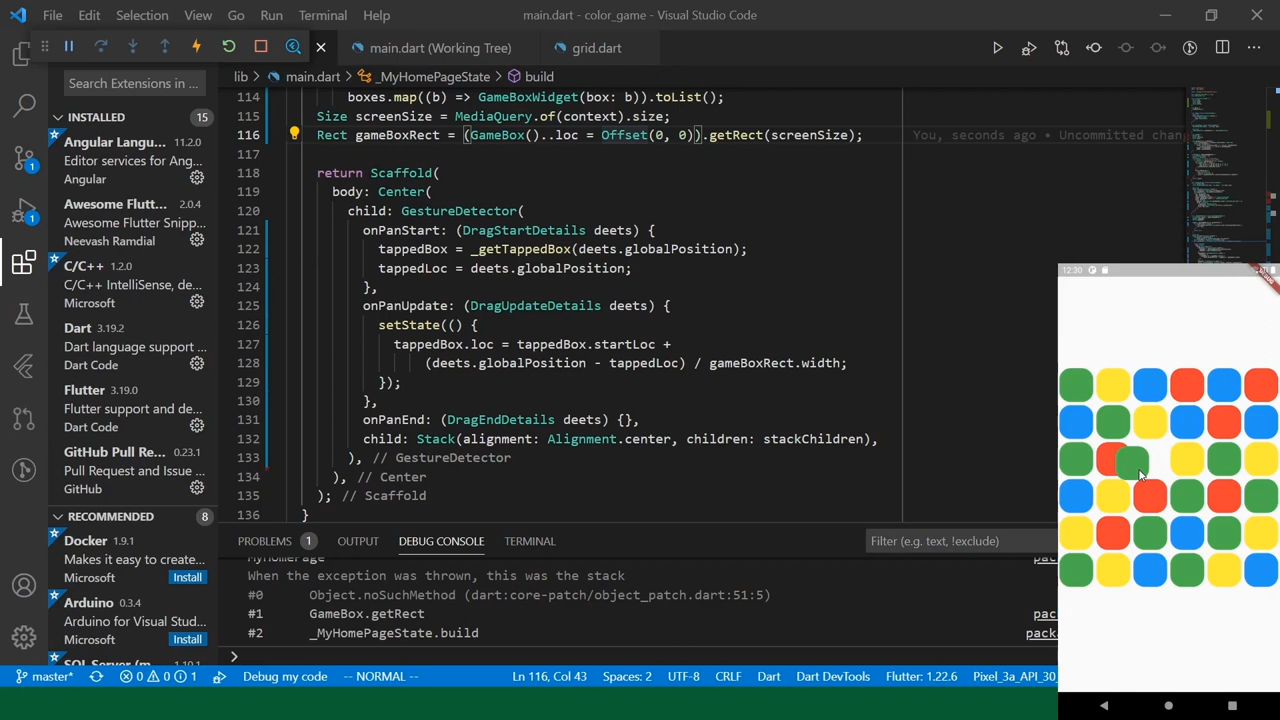 File Edit Selection View Go Run Terminal Help
main.dart - color_game - Visual Studio Code
main.dart (Working Tree)
grid.dart
Search Extensions in ...
lib > main.dart > _MyHomePageState > build
INSTALLED 15
Angular Langu... 11.2.0
Editor services for Ang...
Angular
Awesome Flutt... 2.0.4
Awesome Flutter Snipp...
Neevash Ramdial
C/C++ 1.2.0
C/C++ IntelliSense, de...
Microsoft
Dart 3.19.2
Dart language support ...
Dart Code
Flutter 3.19.0
Flutter support and de...
Dart Code
GitHub Pull Re... 0.23.1
Pull Request and Issue ...
GitHub
RECOMMENDED 8
Docker 1.9.1
Makes it easy to create...
Microsoft Install
Arduino 0.3.4
Arduino for Visual Stud...
Microsoft Install
1
1
114 boxes.map((b) => GameBoxWidget(box: b)).toList();
115 Size screenSize = MediaQuery.of(context).size;
116 Rect gameBoxRect = (GameBox()..loc = Offset(0, 0)).getRect(screenSize); You, seconds ago • Uncommitted chan
117
118 return Scaffold(
119 body: Center(
120 child: GestureDetector(
121 onPanStart: (DragStartDetails deets) {
122 tappedBox = _getTappedBox(deets.globalPosition);
123 tappedLoc = deets.globalPosition;
124 },
125 onPanUpdate: (DragUpdateDetails deets) {
126 setState(() {
127 tappedBox.loc = tappedBox.startLoc +
128 (deets.globalPosition - tappedLoc) / gameBoxRect.width;
129 });
130 },
131 onPanEnd: (DragEndDetails deets) {},
132 child: Stack(alignment: Alignment.center, children: stackChildren),
133 ), // GestureDetector
134 ), // Center
135 ); // Scaffold
136 }
PROBLEMS 1 OUTPUT DEBUG CONSOLE TERMINAL
Filter (e.g. text, !exclude)
MyHomePage
When the exception was thrown, this was the stack
#0 Object.noSuchMethod (dart:core-patch/object_patch.dart:51:5)
#1 GameBox.getRect
#2 _MyHomePageState.build
12:30
master* 0 0 1 Debug my code -- NORMAL -- Ln 116, Col 43 Spaces: 2 UTF-8 CRLF Dart Dart DevTools Flutter: 1.22.6 Pixel_3a_API_30_